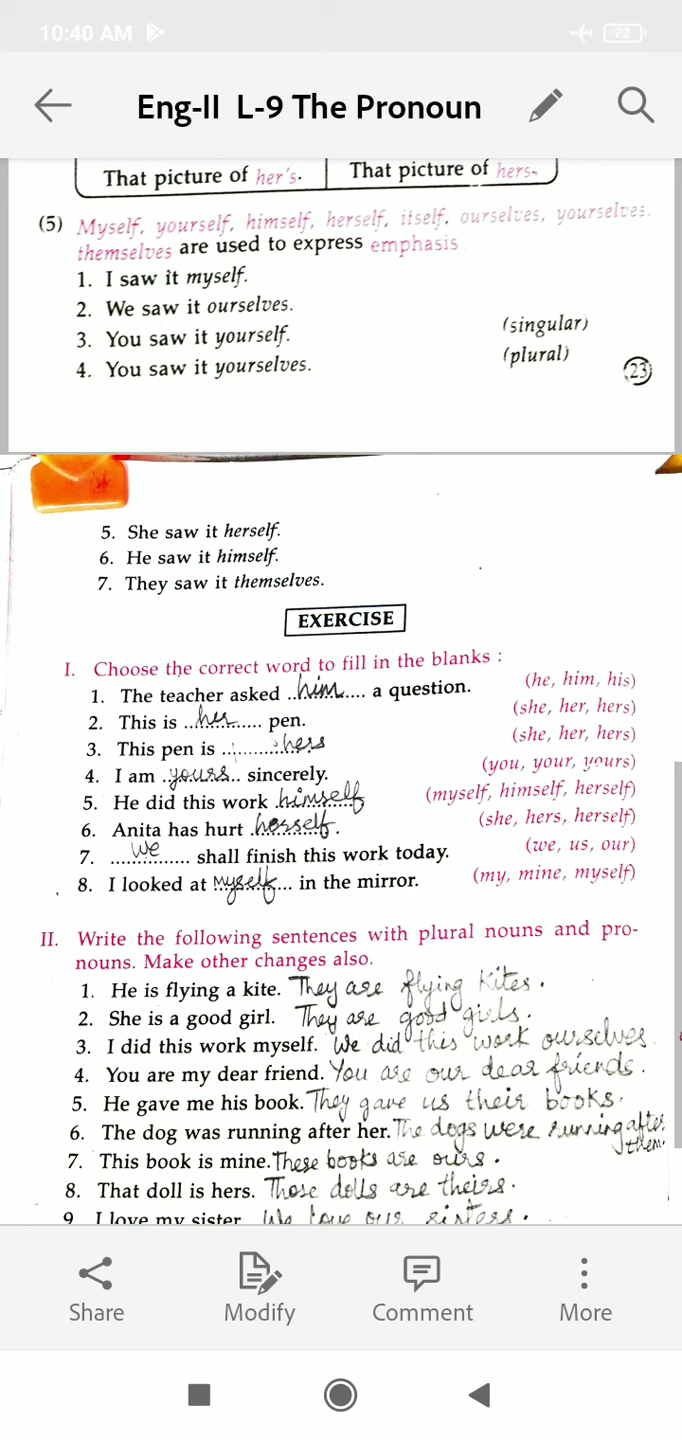 10:40 AM 72
Eng-II L-9 The Pronoun
That picture of her's. That picture of hers.
(5) Myself, yourself, himself, herself, itself, ourselves, yourselves,
themselves are used to express emphasis
1. I saw it myself.
2. We saw it ourselves.
3. You saw it yourself. (singular)
4. You saw it yourselves. (plural)
23
5. She saw it herself.
6. He saw it himself.
7. They saw it themselves.
EXERCISE
I. Choose the correct word to fill in the blanks :
1. The teacher asked ..him.... a question. (he, him, his)
2. This is ..her..... pen. (she, her, hers)
3. This pen is ........hers (she, her, hers)
4. I am .yours.. sincerely. (you, your, yours)
5. He did this work .himself (myself, himself, herself)
6. Anita has hurt .herself. (she, hers, herself)
7. ...We....... shall finish this work today. (we, us, our)
8. I looked at myself... in the mirror. (my, mine, myself)
II. Write the following sentences with plural nouns and pro-
nouns. Make other changes also.
1. He is flying a kite. They are flying kites.
2. She is a good girl. They are good girls.
3. I did this work myself. We did this work ourselves.
4. You are my dear friend. You are our dear friends.
5. He gave me his book. They gave us their books.
6. The dog was running after her. The dogs were running after them.
7. This book is mine. These books are ours.
8. That doll is hers. Those dolls are theirs.
9 I love my sister We love our sisters.
Share Modify Comment More